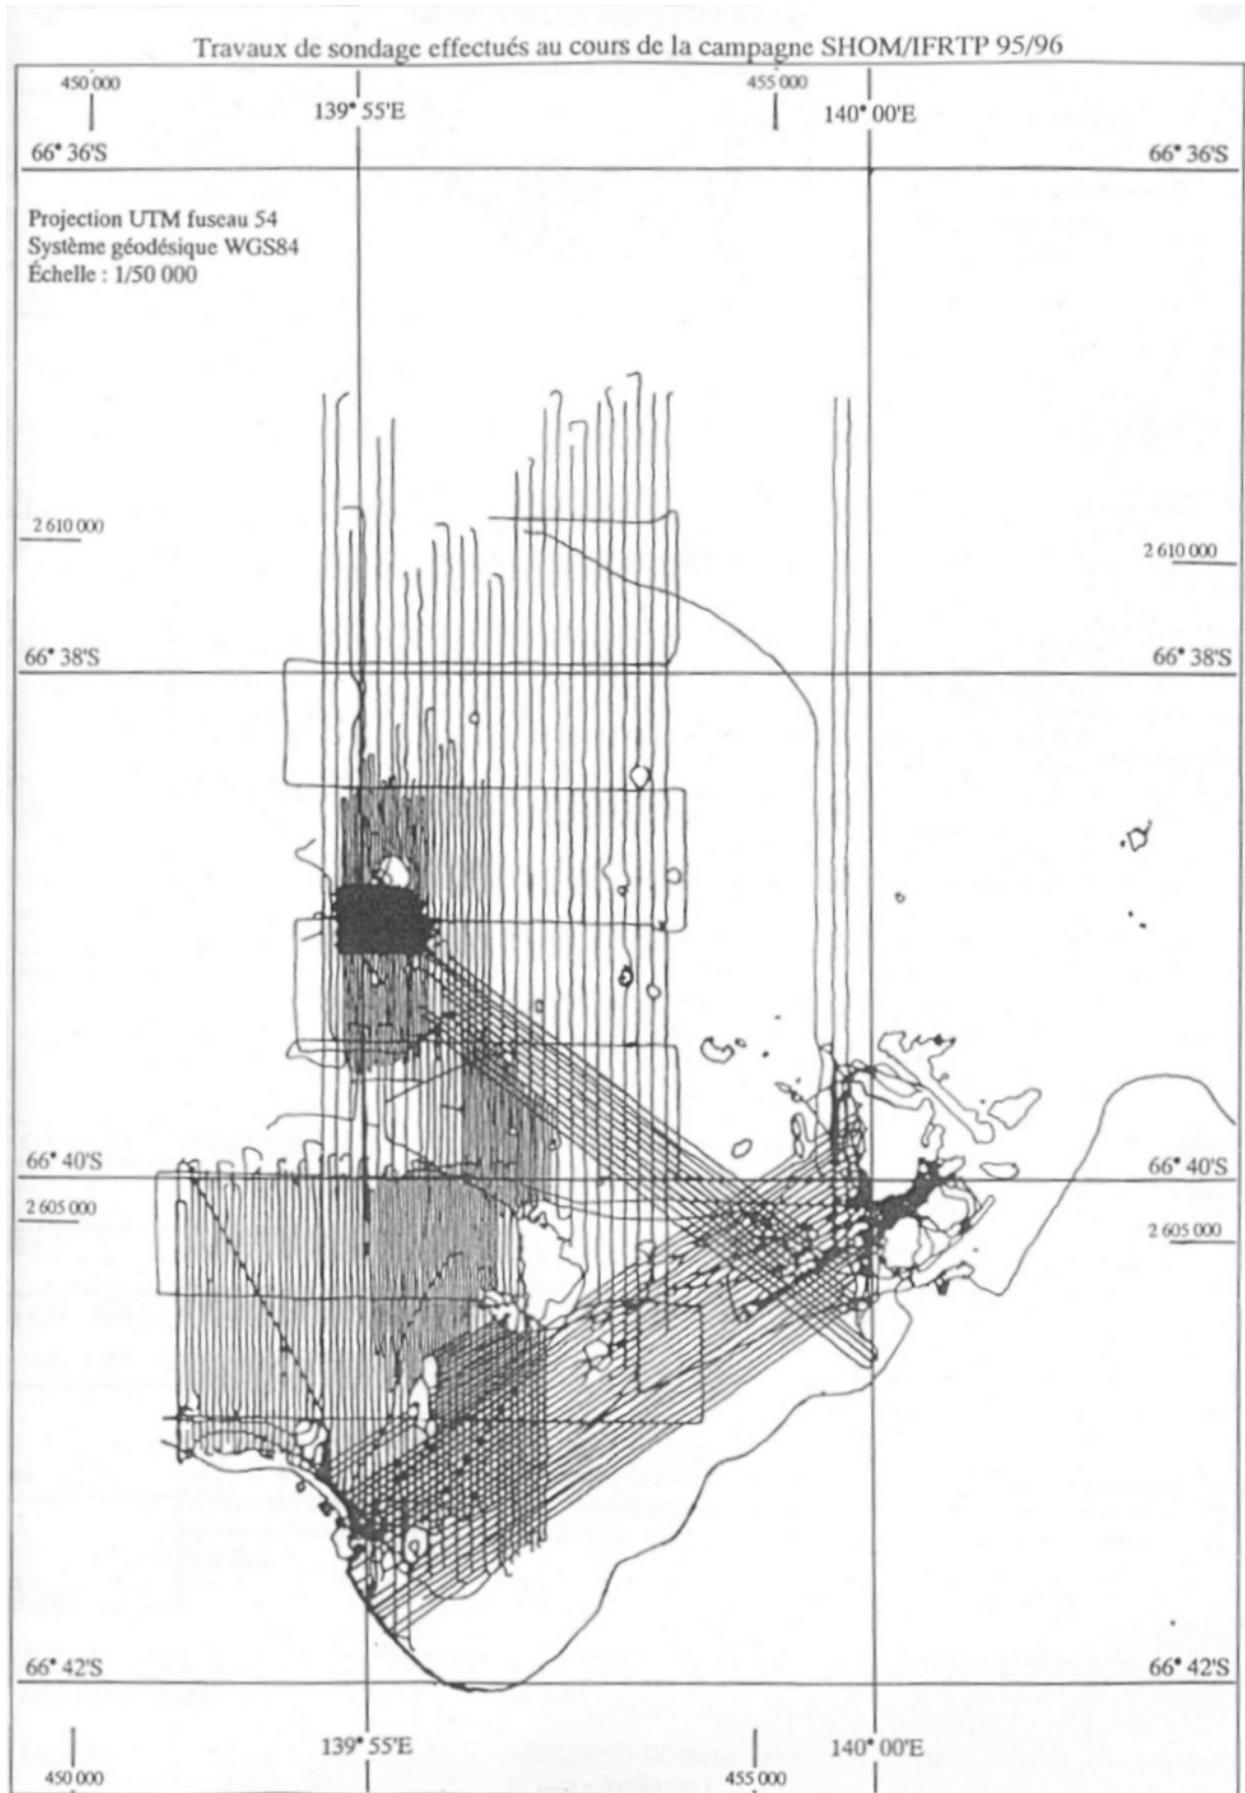 Travaux de sondage effectués au cours de la campagne SHOM/IFRTP 95/96
450 000
455 000
139° 55'E
140° 00'E
66° 36'S
66° 36'S
Projection UTM fuseau 54
Système géodésique WGS84
Échelle : 1/50 000
2 610 000
2 610 000
66° 38'S
66° 38'S
66° 40'S
66° 40'S
2 605 000
2 605 000
66° 42'S
66° 42'S
139° 55'E
140° 00'E
450 000
455 000